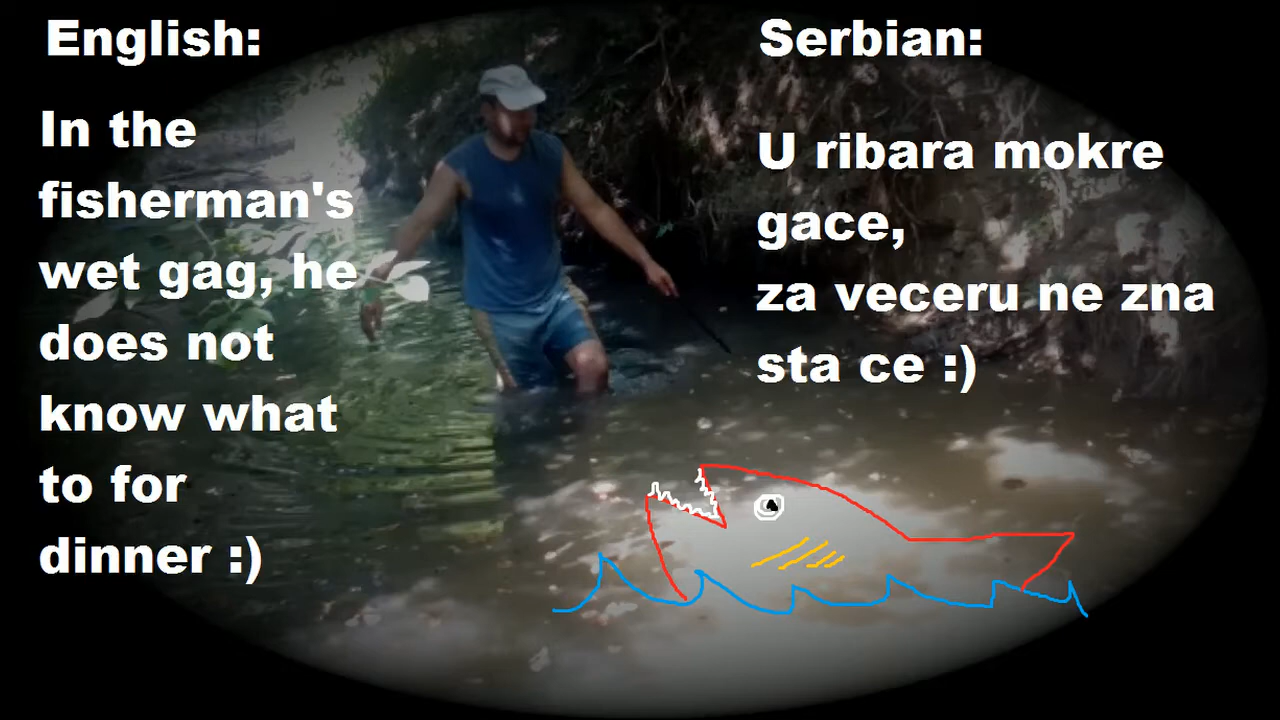 English:
In the
fisherman's
wet gag, he
does not
know what
to for
dinner :)
Serbian:
U ribara mokre
gace,
za veceru ne zna
sta ce :)